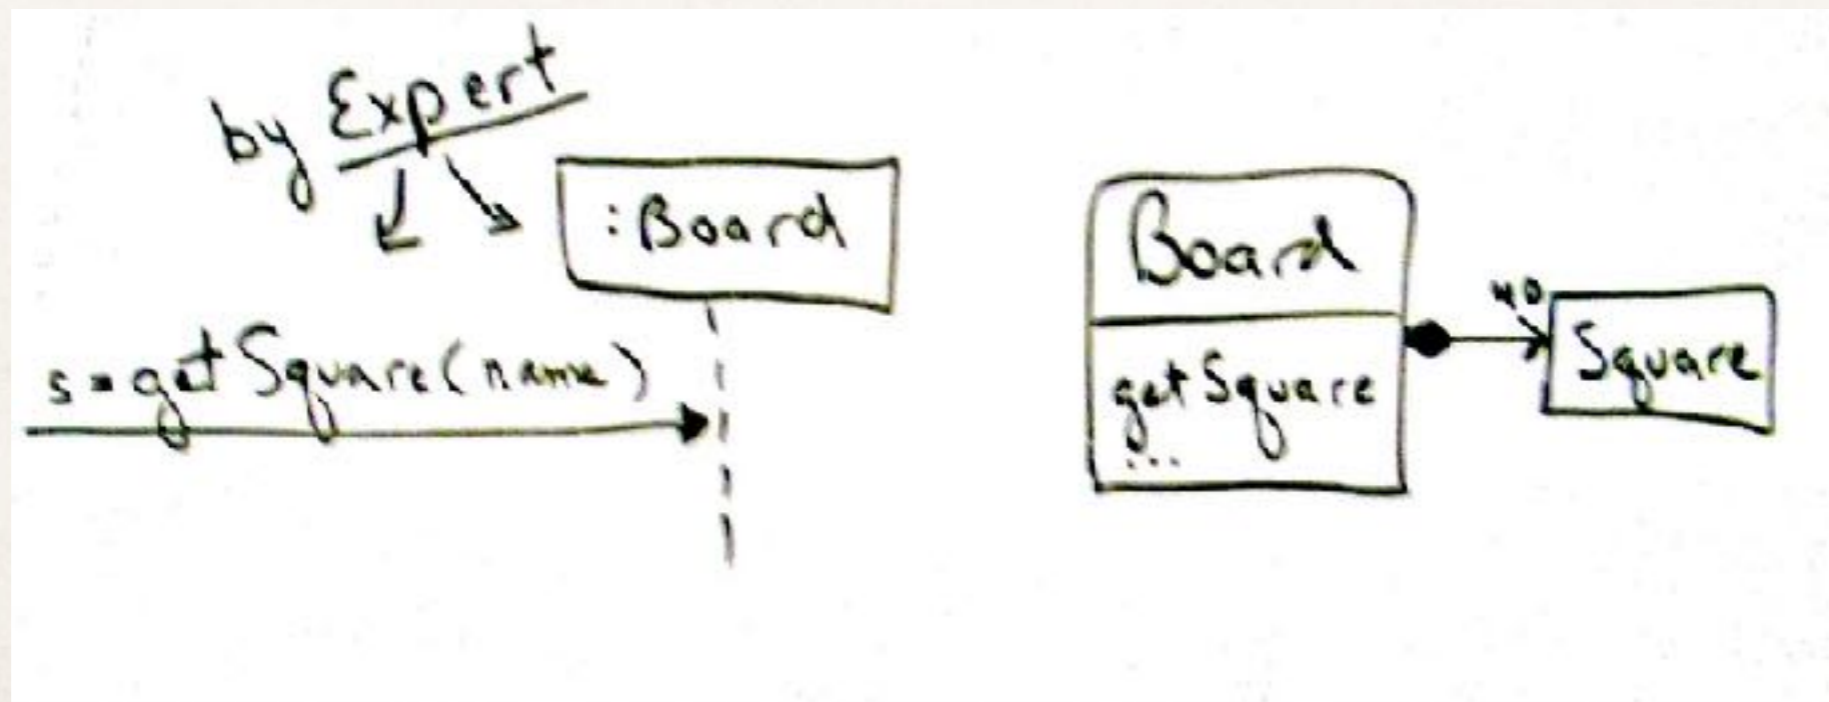 by Expert
:Board
s = getSquare(name)
Board
getSquare
...
40
Square